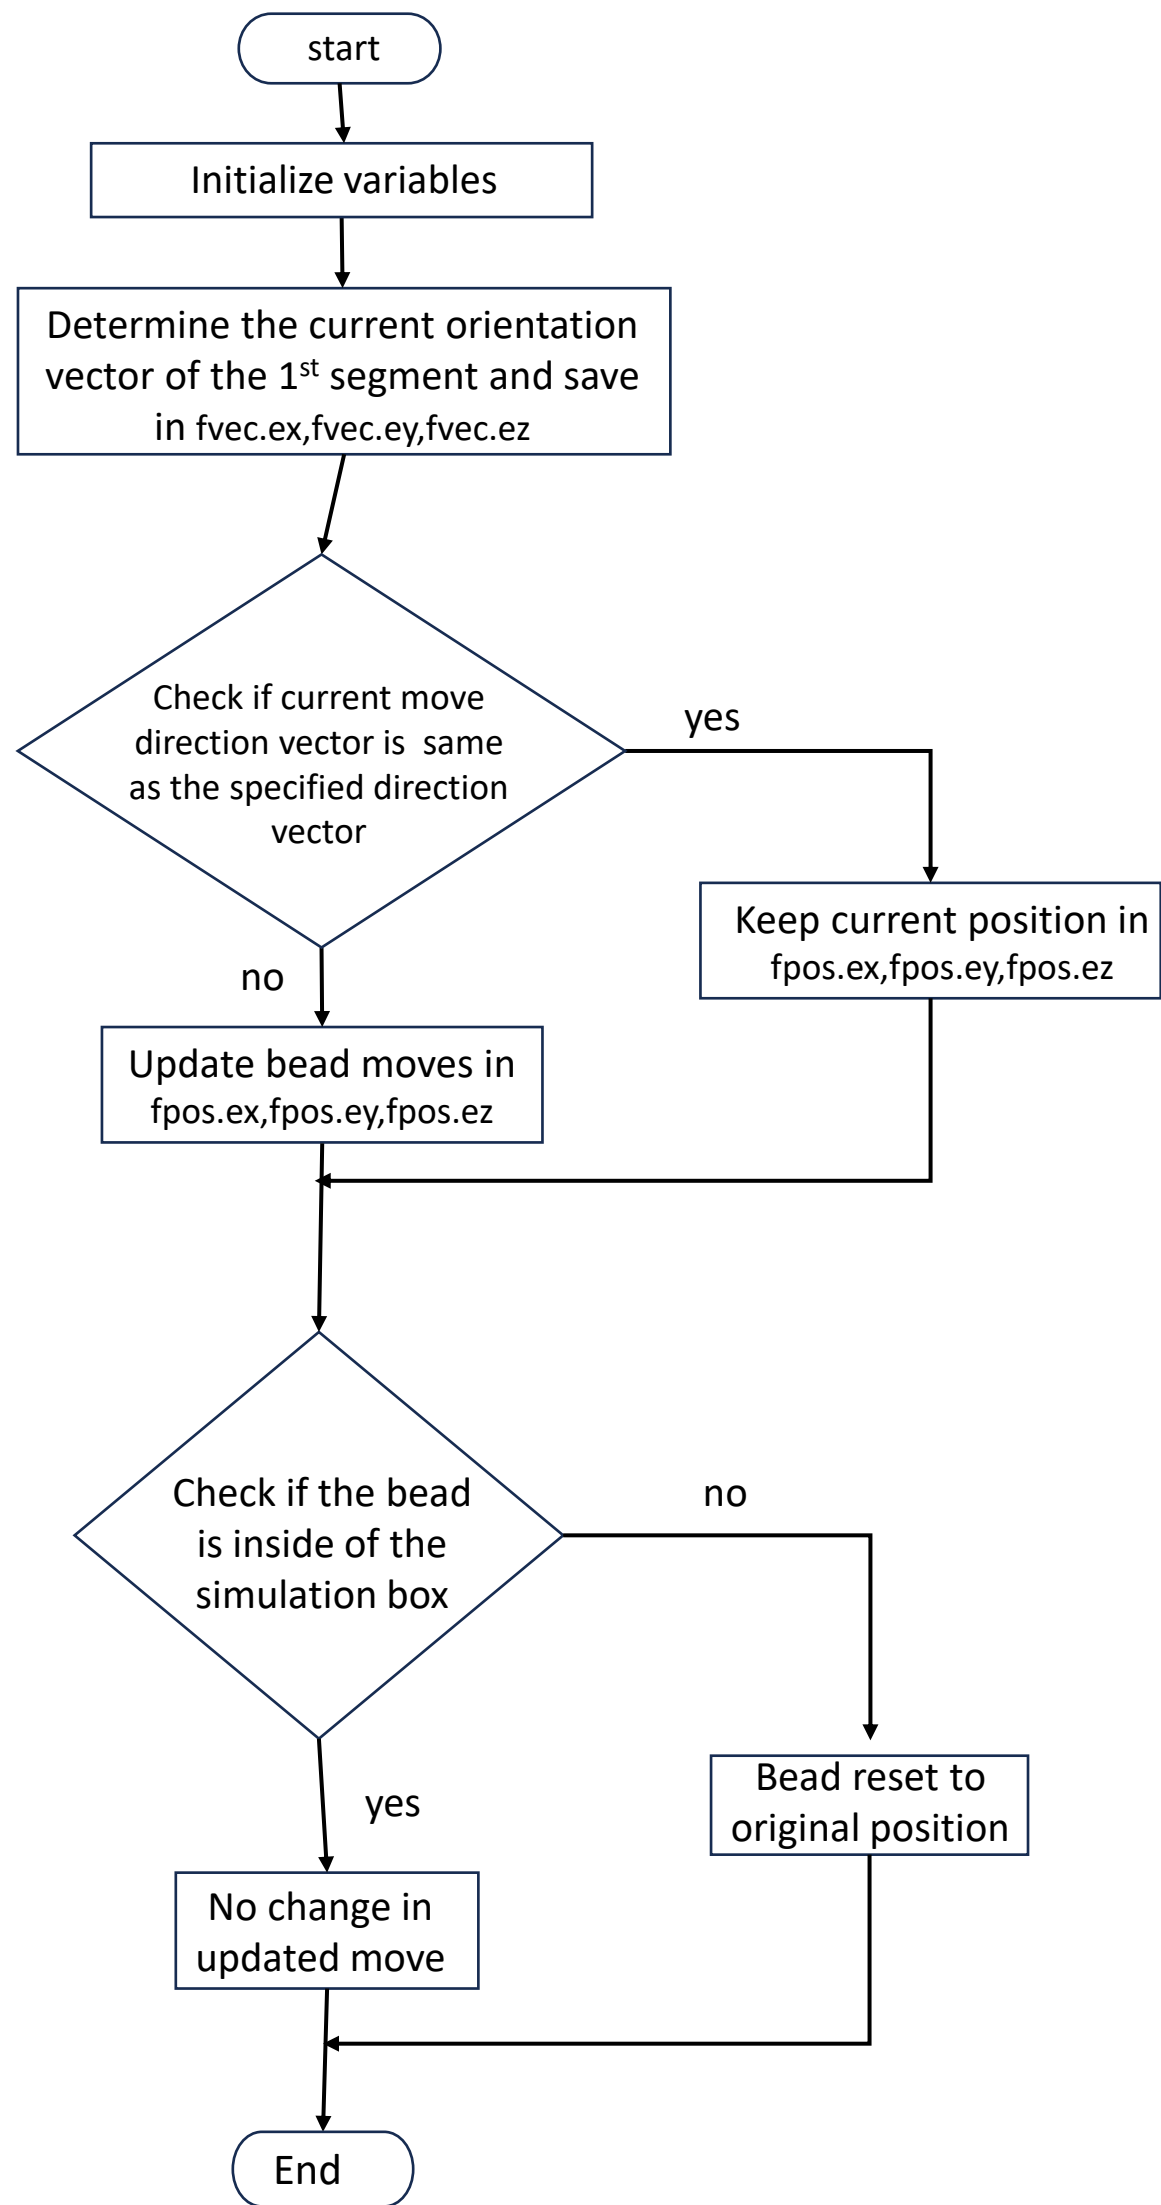 start
Initialize variables
Determine the current orientation
vector of the 1st segment and save
in fvec.ex,fvec.ey,fvec.ez
Check if current move
direction vector is  same
as the specified direction
vector
yes
Keep current position in
fpos.ex,fpos.ey,fpos.ez
no
Update bead moves in
fpos.ex,fpos.ey,fpos.ez
Check if the bead
is inside of the
simulation box
no
Bead reset to
original position
yes
No change in
updated move
End